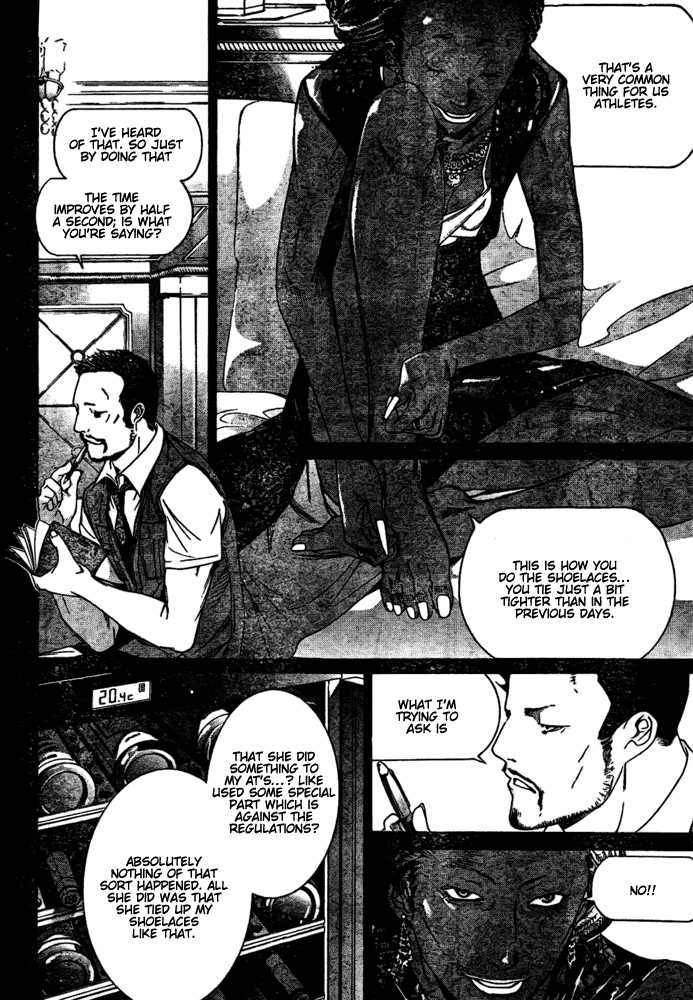 THAT'S A
VERY COMMON
THING FOR US
ATHLETES.
I'VE HEARD
OF THAT. SO JUST
BY DOING THAT
THE TIME
IMPROVES BY HALF
A SECOND; IS WHAT
YOU'RE SAYING?
THIS IS HOW YOU
DO THE SHOELACES...
YOU TIE JUST A BIT
TIGHTER THAN IN THE
PREVIOUS DAYS.
WHAT I'M
TRYING TO
ASK IS
20.4c
THAT SHE DID
SOMETHING TO
MY AT'S...? LIKE
USED SOME SPECIAL
PART WHICH IS
AGAINST THE
REGULATIONS?
NO!!
ABSOLUTELY
NOTHING OF THAT
SORT HAPPENED. ALL
SHE DID WAS THAT
SHE TIED UP MY
SHOELACES
LIKE THAT.